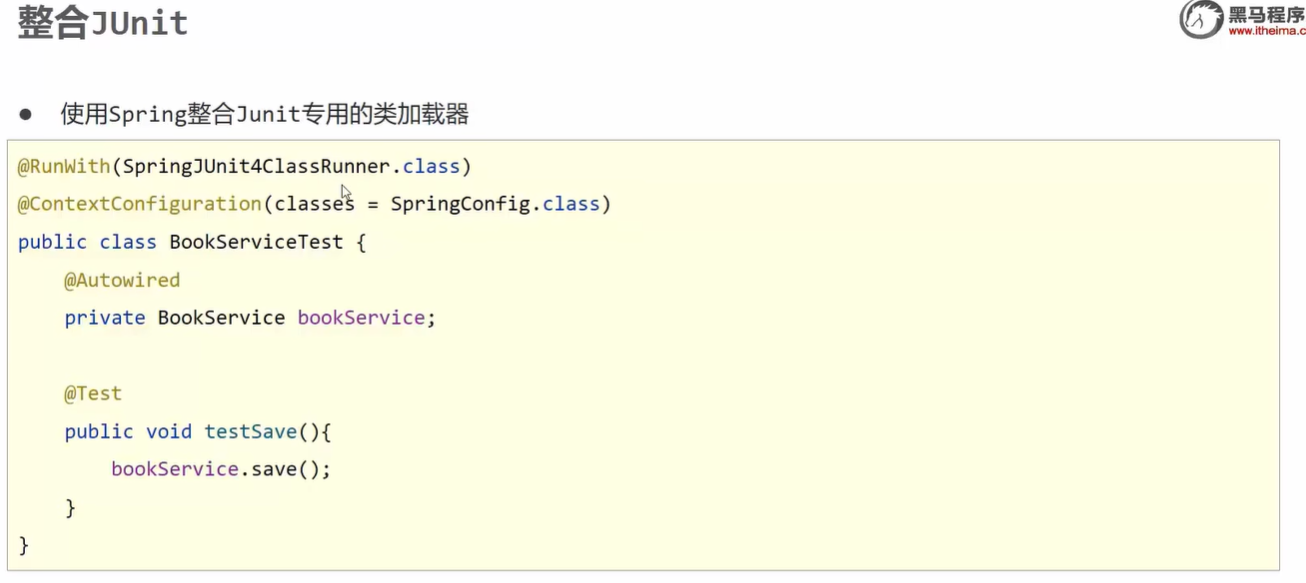 整合JUnit
黑马程序
www.itheima.c
● 使用Spring整合Junit专用的类加载器
@RunWith(SpringJUnit4ClassRunner.class)
@ContextConfiguration(classes = SpringConfig.class)
public class BookServiceTest {
    @Autowired
    private BookService bookService;

    @Test
    public void testSave(){
        bookService.save();
    }
}